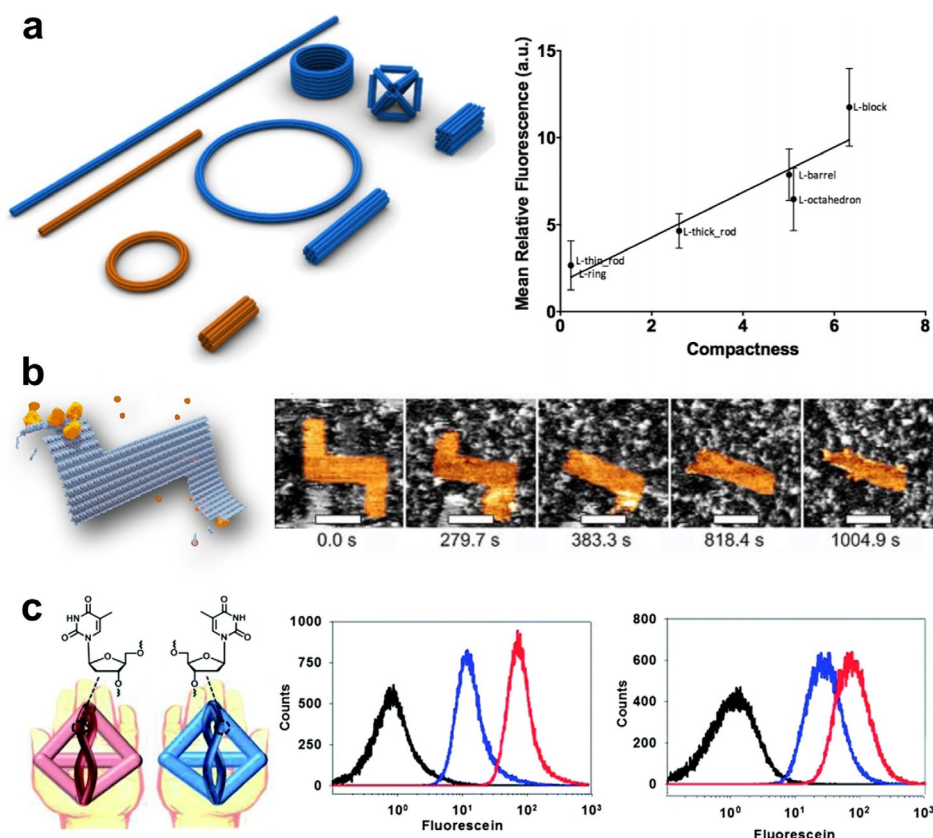 a
15
10
5
0
Mean Relative Fluorescence (a.u.)
L-block
L-barrel
L-octahedron
L-thick_rod
L-thin_rod
L-ring
0 2 4 6 8
Compactness
b
0.0 s 279.7 s 383.3 s 818.4 s 1004.9 s
c
O
NH
N
O
O
O
O
O
HN
O
N
O
O
O
1000
750
500
250
0
Counts
10⁰ 10¹ 10² 10³
Fluorescein
800
600
400
200
0
Counts
10⁰ 10¹ 10² 10³
Fluorescein